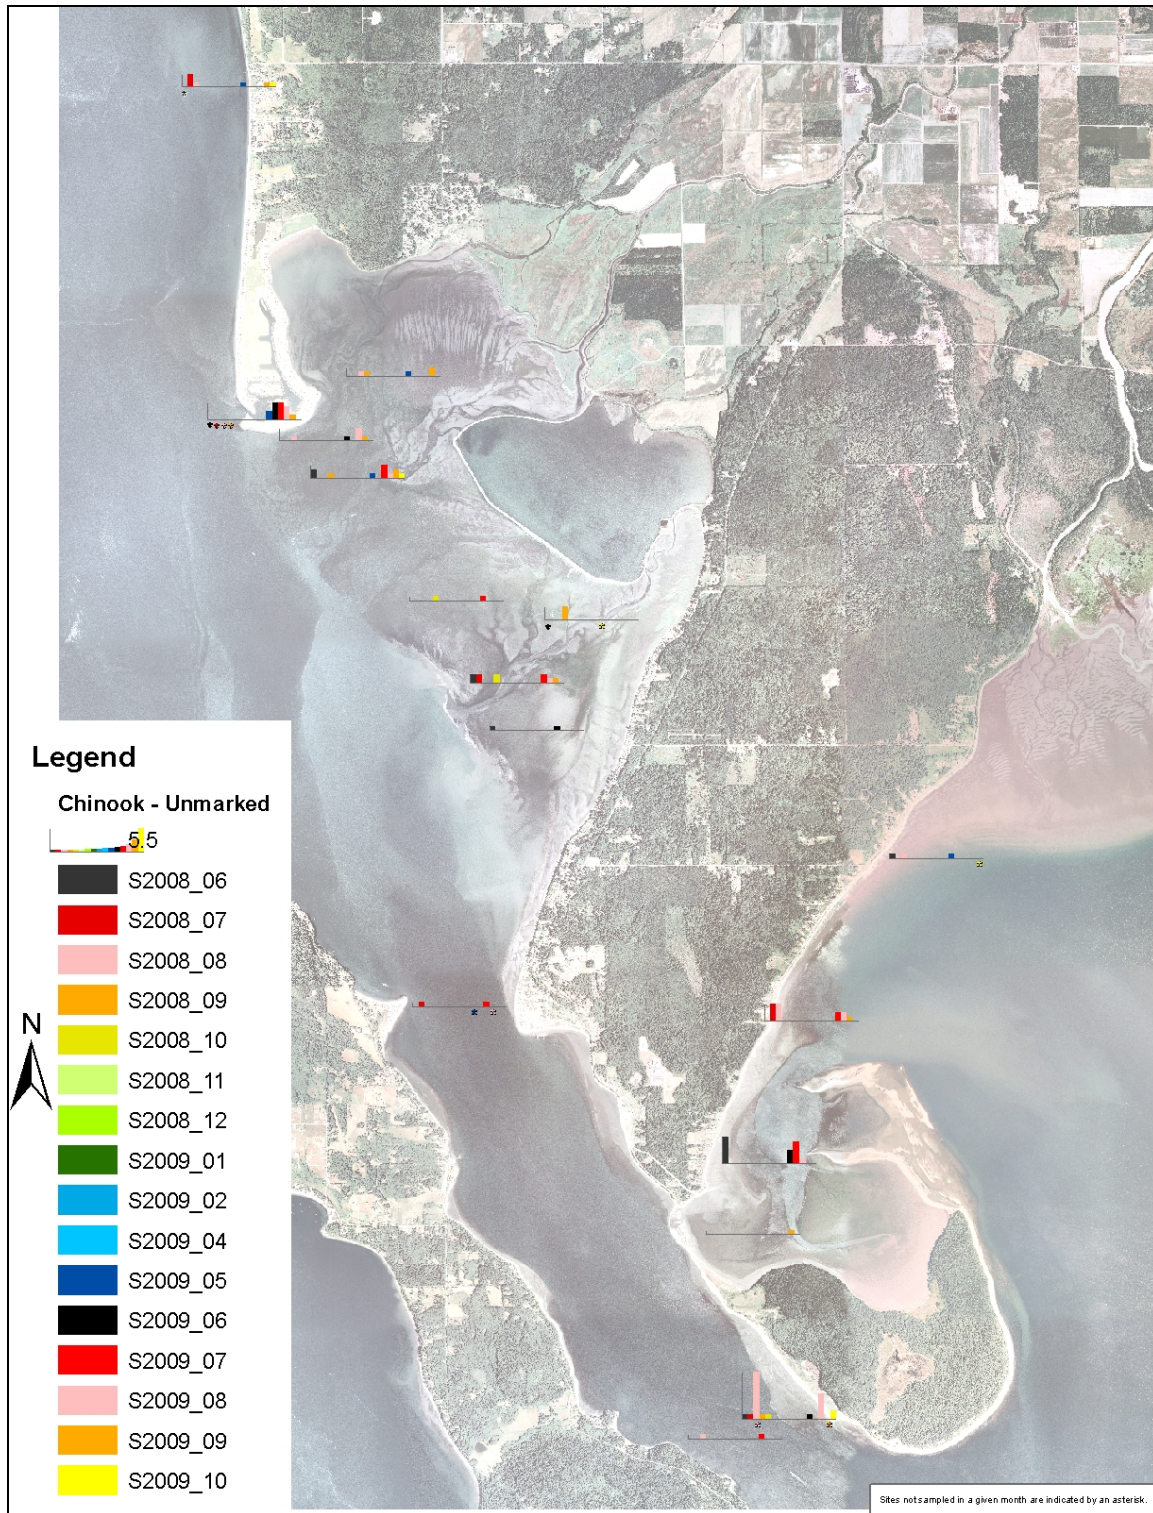 Legend
Chinook - Unmarked
5.5
S2008_06
S2008_07
S2008_08
S2008_09
S2008_10
S2008_11
S2008_12
S2009_01
S2009_02
S2009_04
S2009_05
S2009_06
S2009_07
S2009_08
S2009_09
S2009_10
N
Sites not sampled in a given month are indicated by an asterisk.